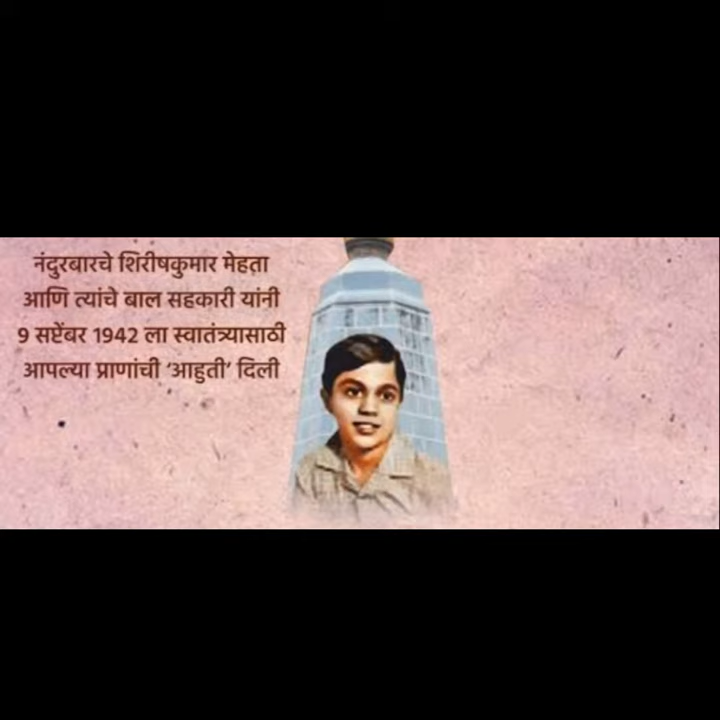 नंदुरबारचे शिरीषकुमार मेहता
आणि त्यांचे बाल सहकारी यांनी
9 सप्टेंबर 1942 ला स्वातंत्र्यासाठी
आपल्या प्राणांची ‘आहुती’ दिली